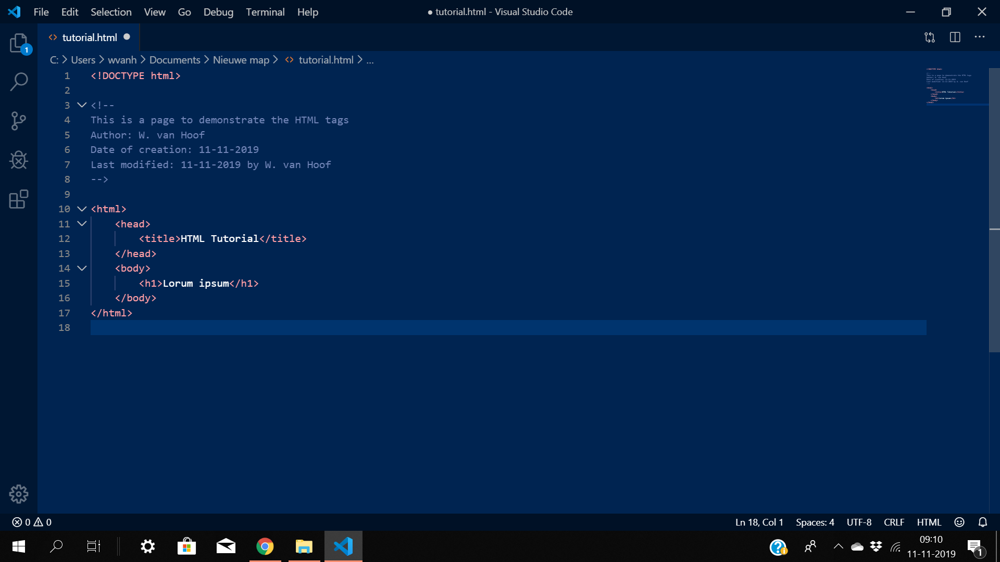 File Edit Selection View Go Debug Terminal Help ● tutorial.html - Visual Studio Code
tutorial.html
1
C: > Users > wvanh > Documents > Nieuwe map > <> tutorial.html > ...
1 <!DOCTYPE html>
2
3 <!--
4 This is a page to demonstrate the HTML tags
5 Author: W. van Hoof
6 Date of creation: 11-11-2019
7 Last modified: 11-11-2019 by W. van Hoof
8 -->
9
10 <html>
11 <head>
12 <title>HTML Tutorial</title>
13 </head>
14 <body>
15 <h1>Lorum ipsum</h1>
16 </body>
17 </html>
18
0 0 Ln 18, Col 1 Spaces: 4 UTF-8 CRLF HTML
09:10
11-11-2019
1